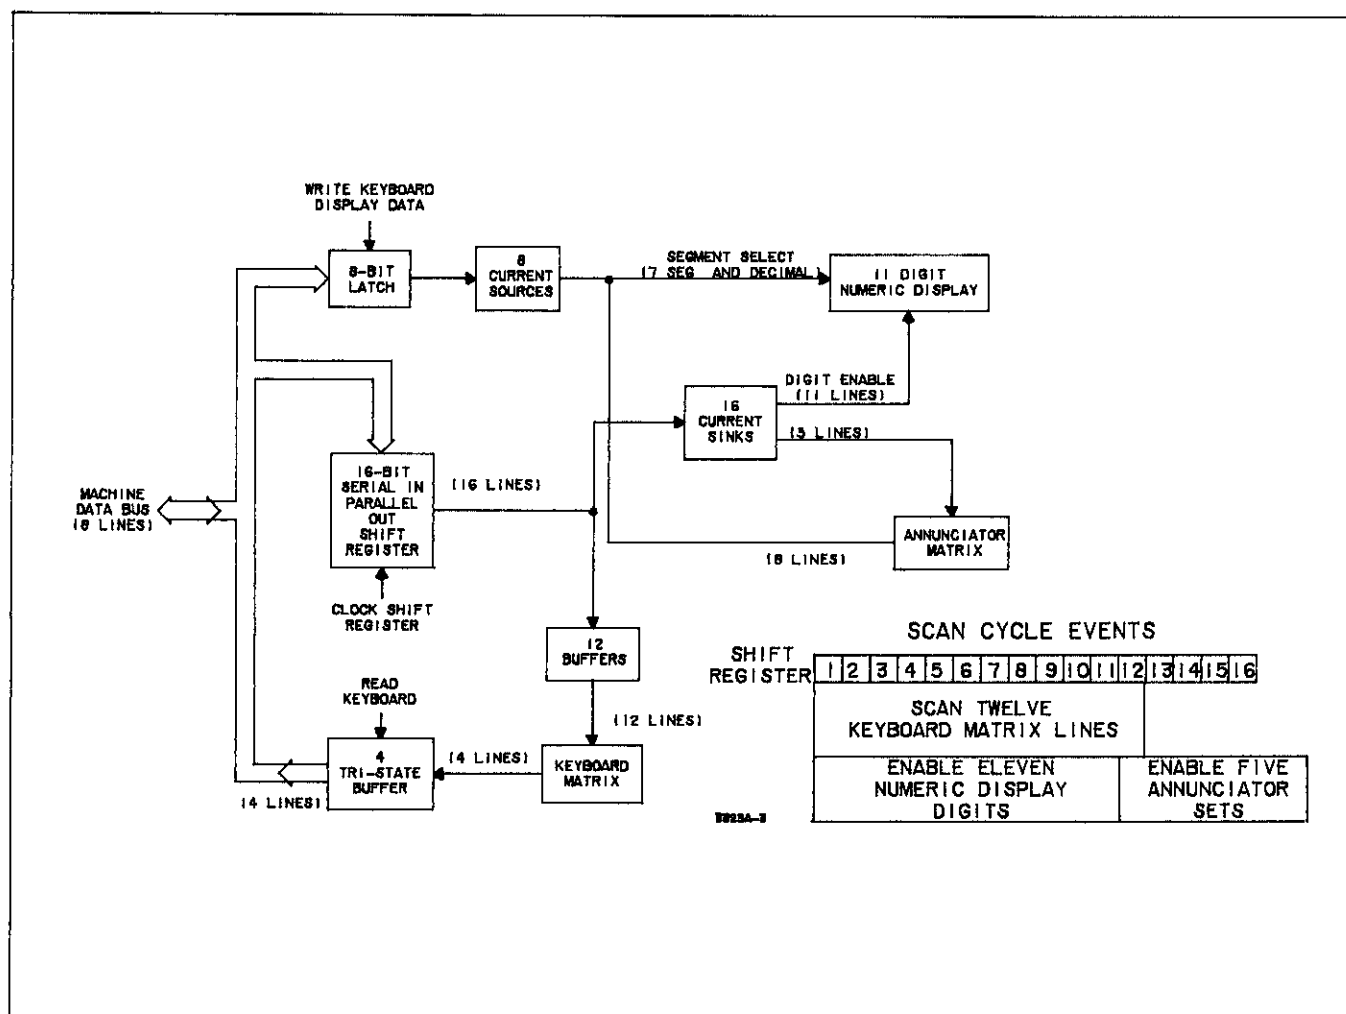 WRITE KEYBOARD
DISPLAY DATA
8-BIT
LATCH
8
CURRENT
SOURCES
SEGMENT SELECT
(7 SEG AND DECIMAL)
11 DIGIT
NUMERIC DISPLAY
DIGIT ENABLE
(11 LINES)
16
CURRENT
SINKS
(5 LINES)
16-BIT
SERIAL IN
PARALLEL
OUT
SHIFT
REGISTER
(16 LINES)
MACHINE
DATA BUS
(8 LINES)
ANNUNCIATOR
MATRIX
(8 LINES)
CLOCK SHIFT
REGISTER
12
BUFFERS
READ
KEYBOARD
(12 LINES)
4
TRI-STATE
BUFFER
(4 LINES)
KEYBOARD
MATRIX
(4 LINES)
SCAN CYCLE EVENTS
SHIFT
REGISTER
1 2 3 4 5 6 7 8 9 10 11 12 13 14 15 16
SCAN TWELVE
KEYBOARD MATRIX LINES
ENABLE ELEVEN
NUMERIC DISPLAY
DIGITS
ENABLE FIVE
ANNUNCIATOR
SETS